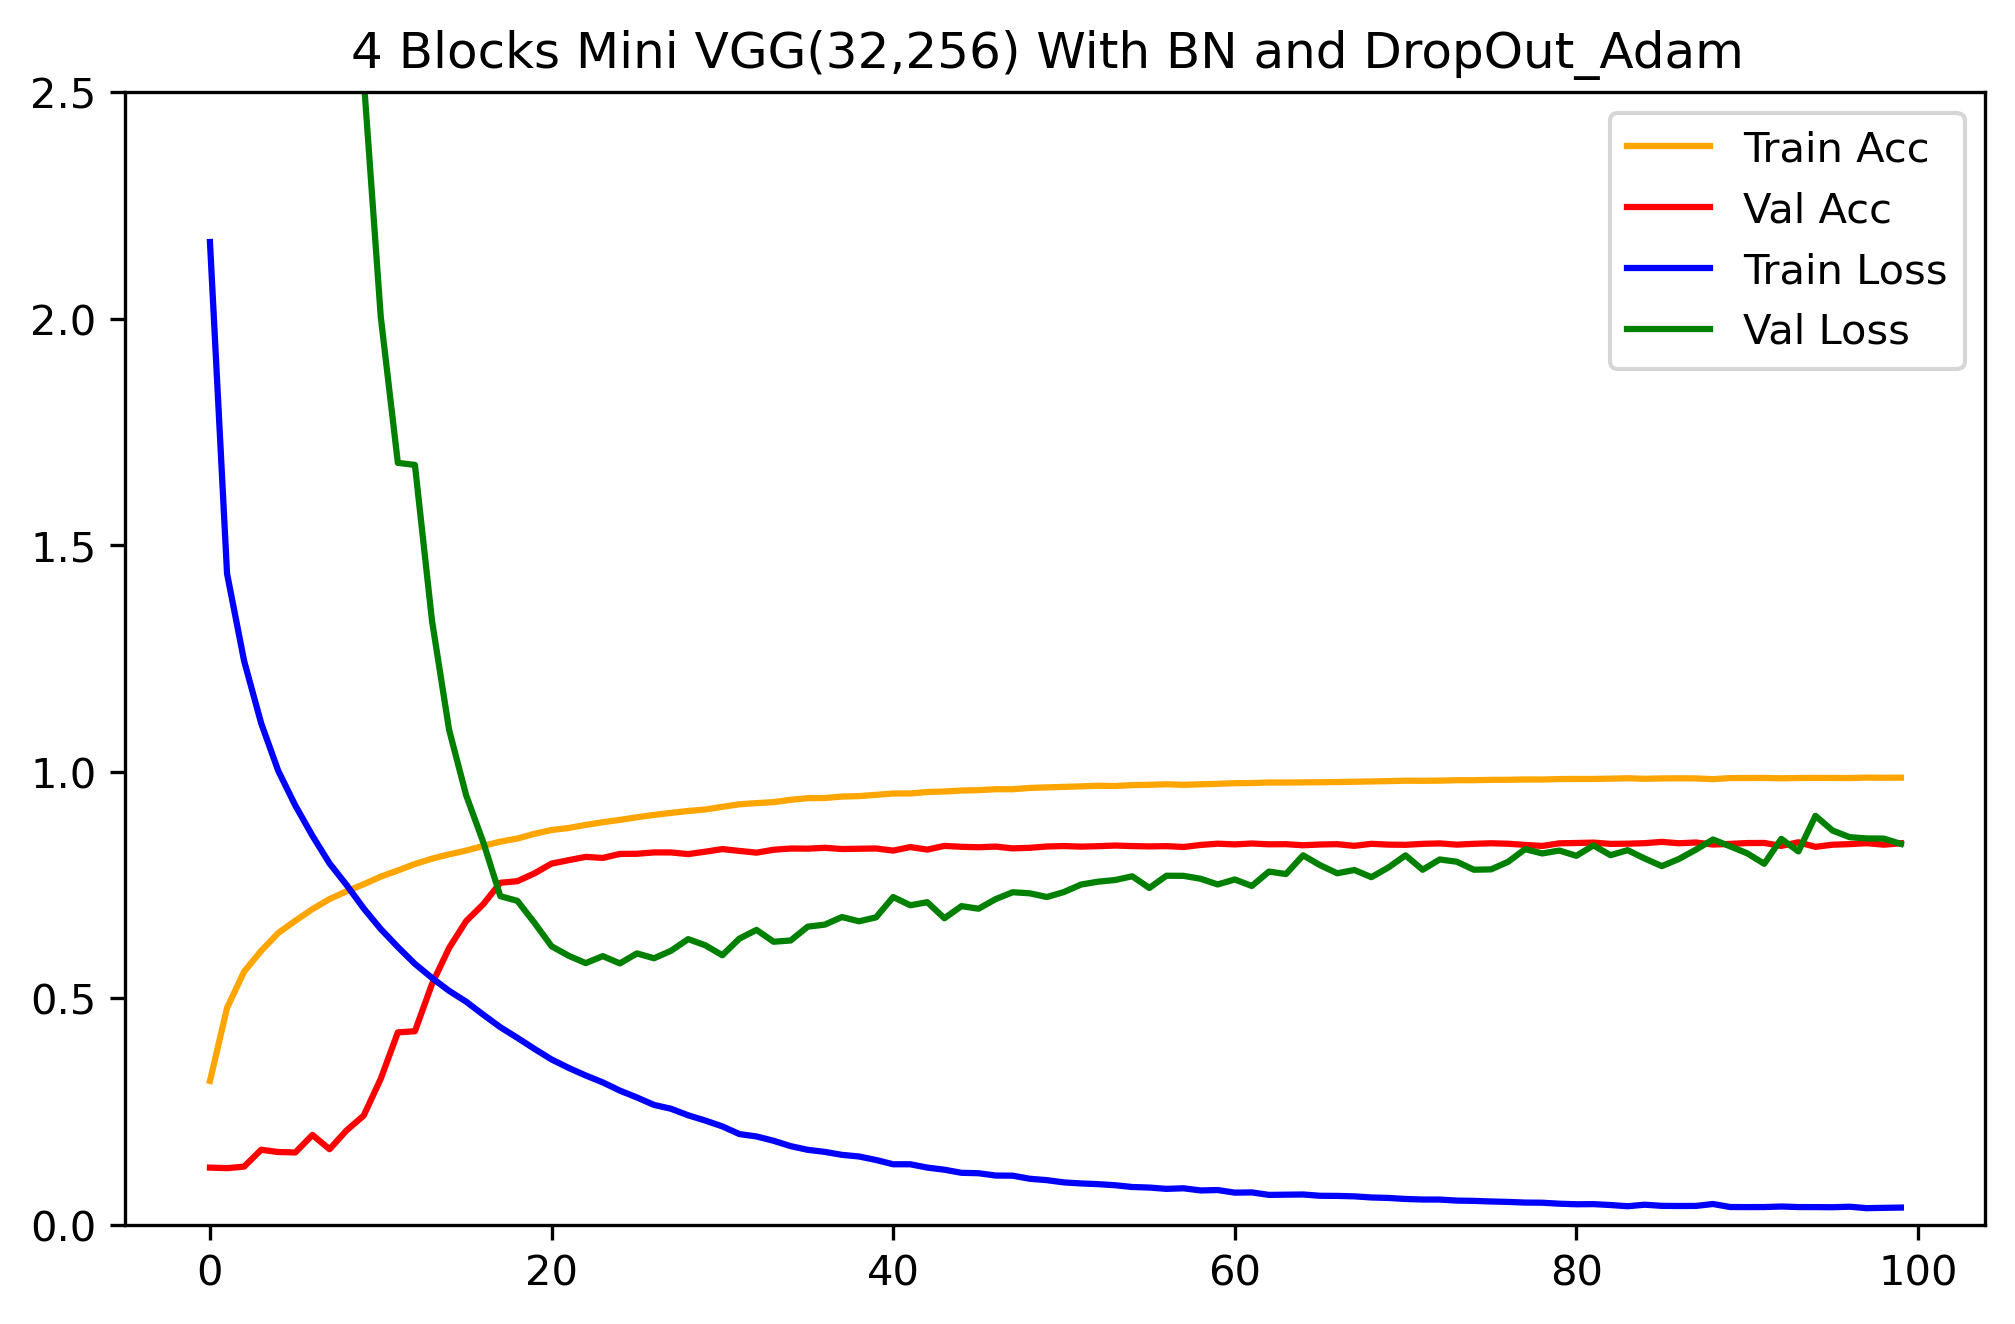 4 Blocks Mini VGG(32,256) With BN and DropOut_Adam
2.5
2.0
1.5
1.0
0.5
0.0
0 20 40 60 80 100
Train Acc
Val Acc
Train Loss
Val Loss